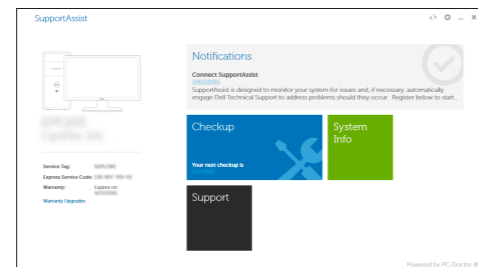 SupportAssist
Notifications
Connect SupportAssist
SupportAssist is designed to monitor your system for issues and, if necessary, automatically
engage Dell Technical Support to address problems should they occur. Register below to start...
Checkup
Your next checkup is
System
Info
Support
Service Tag:
Express Service Code:
Warranty: Expires on
Warranty Upgrades
Powered by PC-Doctor ®